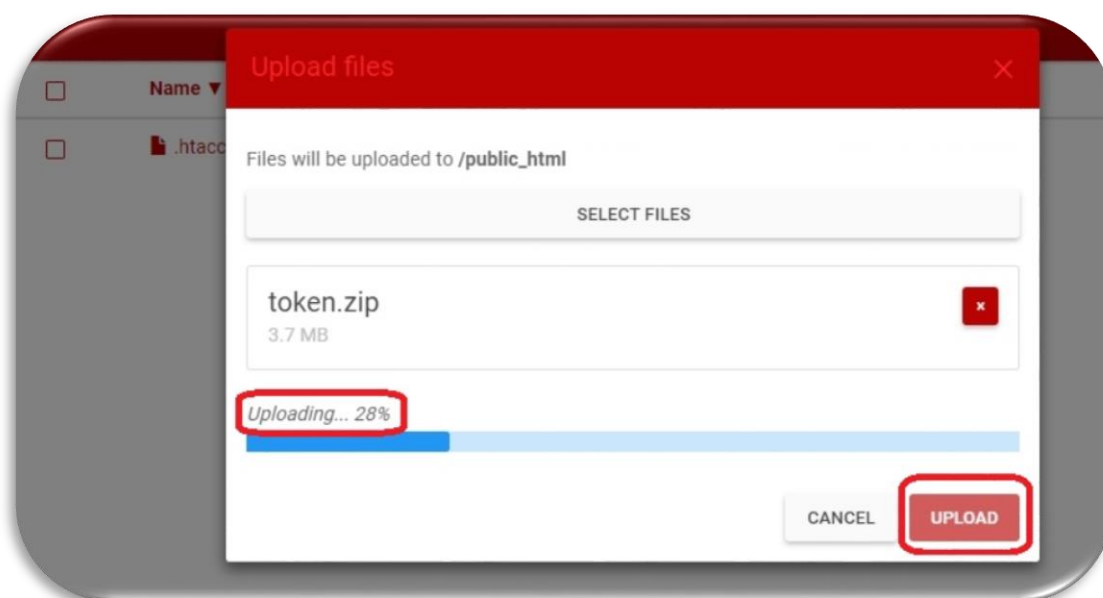 Upload files
Name ▼
.htacc
Files will be uploaded to /public_html
SELECT FILES
token.zip
x
3.7 MB
Uploading... 28%
CANCEL
UPLOAD